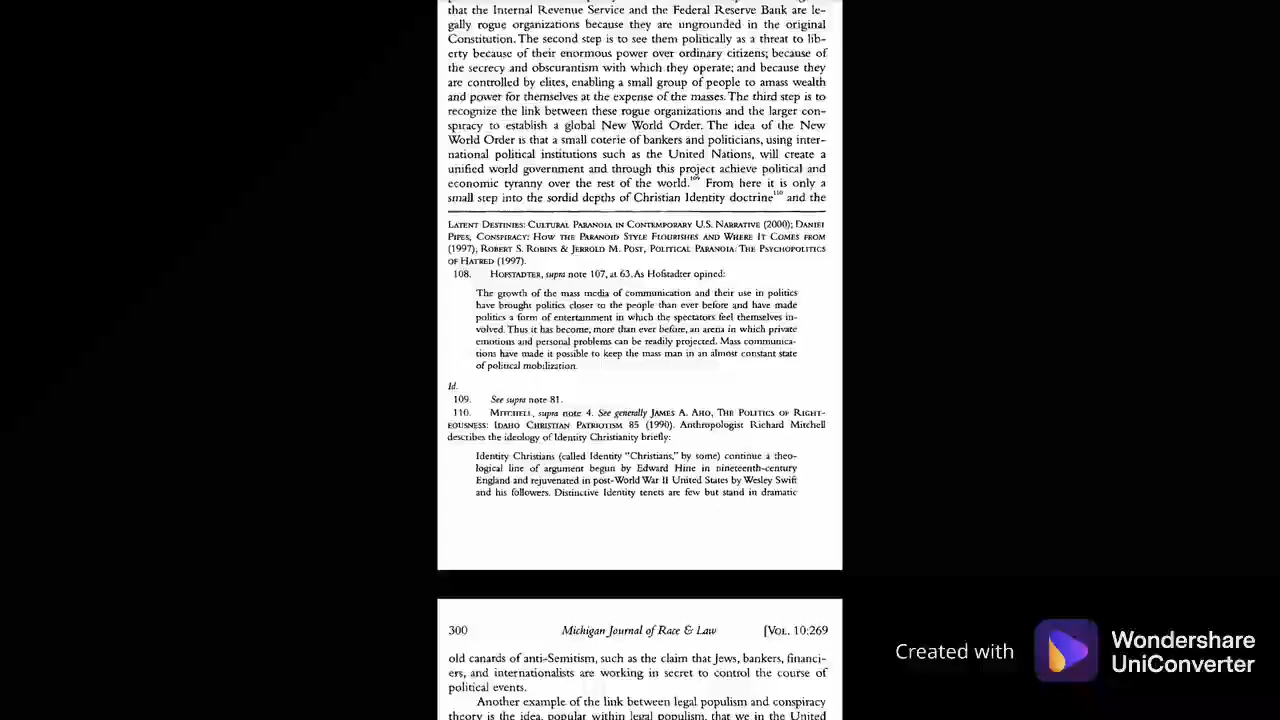 that the Internal Revenue Service and the Federal Reserve Bank are le-
gally rogue organizations because they are ungrounded in the original
Constitution. The second step is to see them politically as a threat to lib-
erty because of their enormous power over ordinary citizens; because of
the secrecy and obscurantism with which they operate; and because they
are controlled by elites, enabling a small group of people to amass wealth
and power for themselves at the expense of the masses. The third step is to
recognize the link between these rogue organizations and the larger con-
spiracy to establish a global New World Order. The idea of the New
World Order is that a small coterie of bankers and politicians, using inter-
national political institutions such as the United Nations, will create a
unified world government and through this project achieve political and
economic tyranny over the rest of the world.109 From here it is only a
small step into the sordid depths of Christian Identity doctrine110 and the
LATENT DESTINIES: CULTURAL PARANOIA IN CONTEMPORARY U.S. NARRATIVE (2000); DANIEL
PIPES, CONSPIRACY: HOW THE PARANOID STYLE FLOURISHES AND WHERE IT COMES FROM
(1997); ROBERT S. ROBINS & JERROLD M. POST, POLITICAL PARANOIA: THE PSYCHOPOLITICS
OF HATRED (1997).
108. HOFSTADTER, supra note 107, at 63. As Hofstadter opined:
The growth of the mass media of communication and their use in politics
have brought politics closer to the people than ever before and have made
politics a form of entertainment in which the spectators feel themselves in-
volved. Thus it has become, more than ever before, an arena in which private
emotions and personal problems can be readily projected. Mass communica-
tions have made it possible to keep the mass man in an almost constant state
of political mobilization.
Id.
109. See supra note 81.
110. MITCHELL, supra note 4. See generally JAMES A. AHO, THE POLITICS OF RIGHT-
EOUSNESS: IDAHO CHRISTIAN PATRIOTISM 85 (1990). Anthropologist Richard Mitchell
describes the ideology of Identity Christianity briefly:
Identity Christians (called Identity "Christians," by some) continue a theo-
logical line of argument begun by Edward Hine in nineteenth-century
England and rejuvenated in post-World War II United States by Wesley Swift
and his followers. Distinctive Identity tenets are few but stand in dramatic
300 Michigan Journal of Race & Law [VOL. 10:269
old canards of anti-Semitism, such as the claim that Jews, bankers, financi-
ers, and internationalists are working in secret to control the course of
political events.
Another example of the link between legal populism and conspiracy
theory is the idea, popular within legal populism, that we in the United
Created with
Wondershare
UniConverter